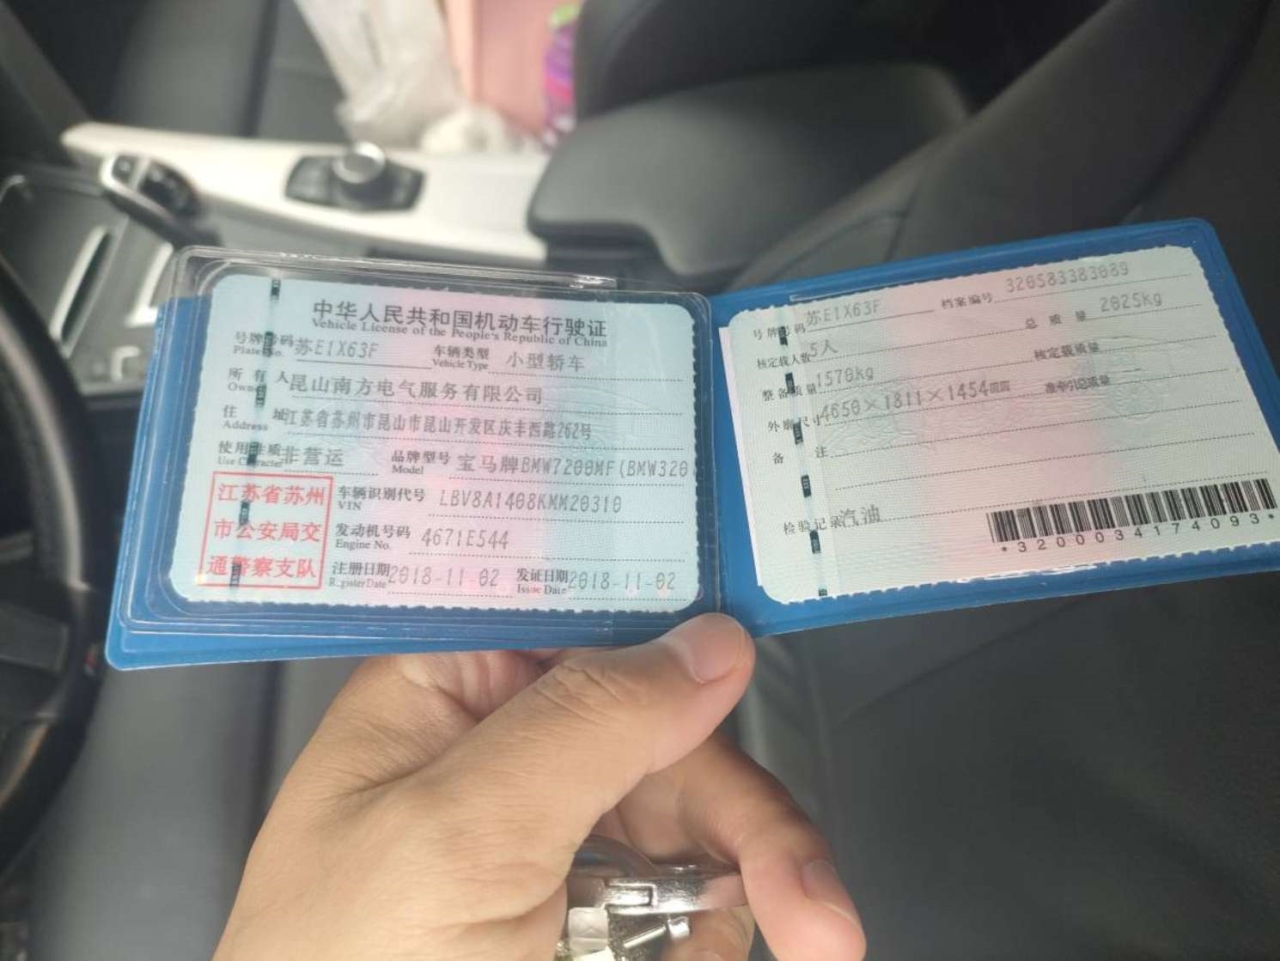 中华人民共和国机动车行驶证
Vehicle License of the People's Republic of China
号牌号码 苏E1X63F 车辆类型 小型轿车
Plate No. Vehicle Type
所有人 昆山南方电气服务有限公司
Owner
住址 江苏省苏州市昆山市昆山开发区庆丰西路262号
Address
使用性质 非营运 品牌型号 宝马牌BMW7200MF(BMW320
Use Character Model
江苏省苏州
市公安局交
通警察支队
车辆识别代号 LBV8A1408KMM20310
VIN
发动机号码 4671E544
Engine No.
注册日期 2018-11-02 发证日期 2018-11-02
Register Date Issue Date
号牌号码 苏E1X63F 档案编号 320583383089
核定载人数 5人 总质量 2025kg
整备质量 1570kg 核定载质量
外廓尺寸 4650×1811×1454mm 准牵引总质量
备注
检验记录 汽油
*3200034174093*